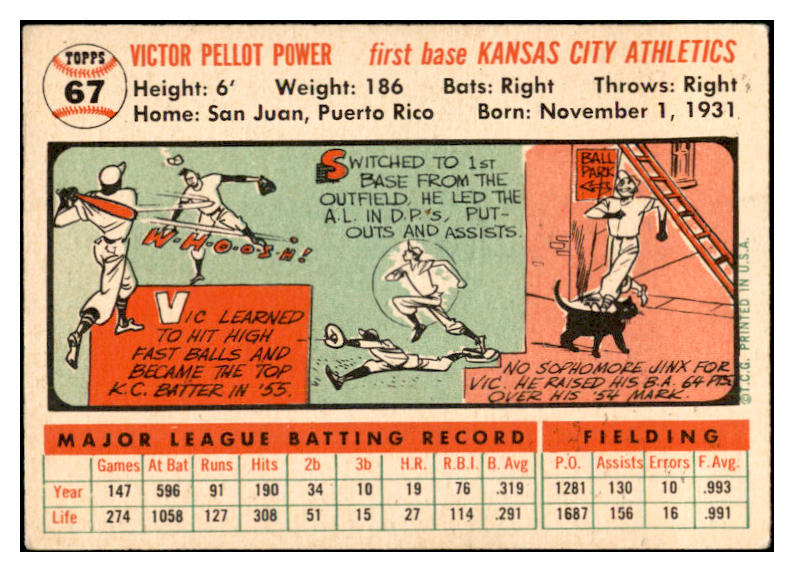 TOPPS
67
VICTOR PELLOT POWER first base KANSAS CITY ATHLETICS
Height: 6' Weight: 186 Bats: Right Throws: Right
Home: San Juan, Puerto Rico Born: November 1, 1931
W-H-O-O-S-H!
VIC LEARNED
TO HIT HIGH
FAST BALLS AND
BECAME THE TOP
K.C. BATTER IN '55.
SWITCHED TO 1ST
BASE FROM THE
OUTFIELD, HE LED THE
A.L. IN D.P.'S, PUT-
OUTS AND ASSISTS.
BALL
PARK
NO SOPHOMORE JINX FOR
VIC. HE RAISED HIS B.A. 64 PTS.
OVER HIS '54 MARK.
©T.C.G. PRINTED IN U.S.A.
MAJOR LEAGUE BATTING RECORD FIELDING
Games At Bat Runs Hits 2b 3b H.R. R.B.I. B. Avg P.O. Assists Errors F.Avg.
Year 147 596 91 190 34 10 19 76 .319 1281 130 10 .993
Life 274 1058 127 308 51 15 27 114 .291 1687 156 16 .991